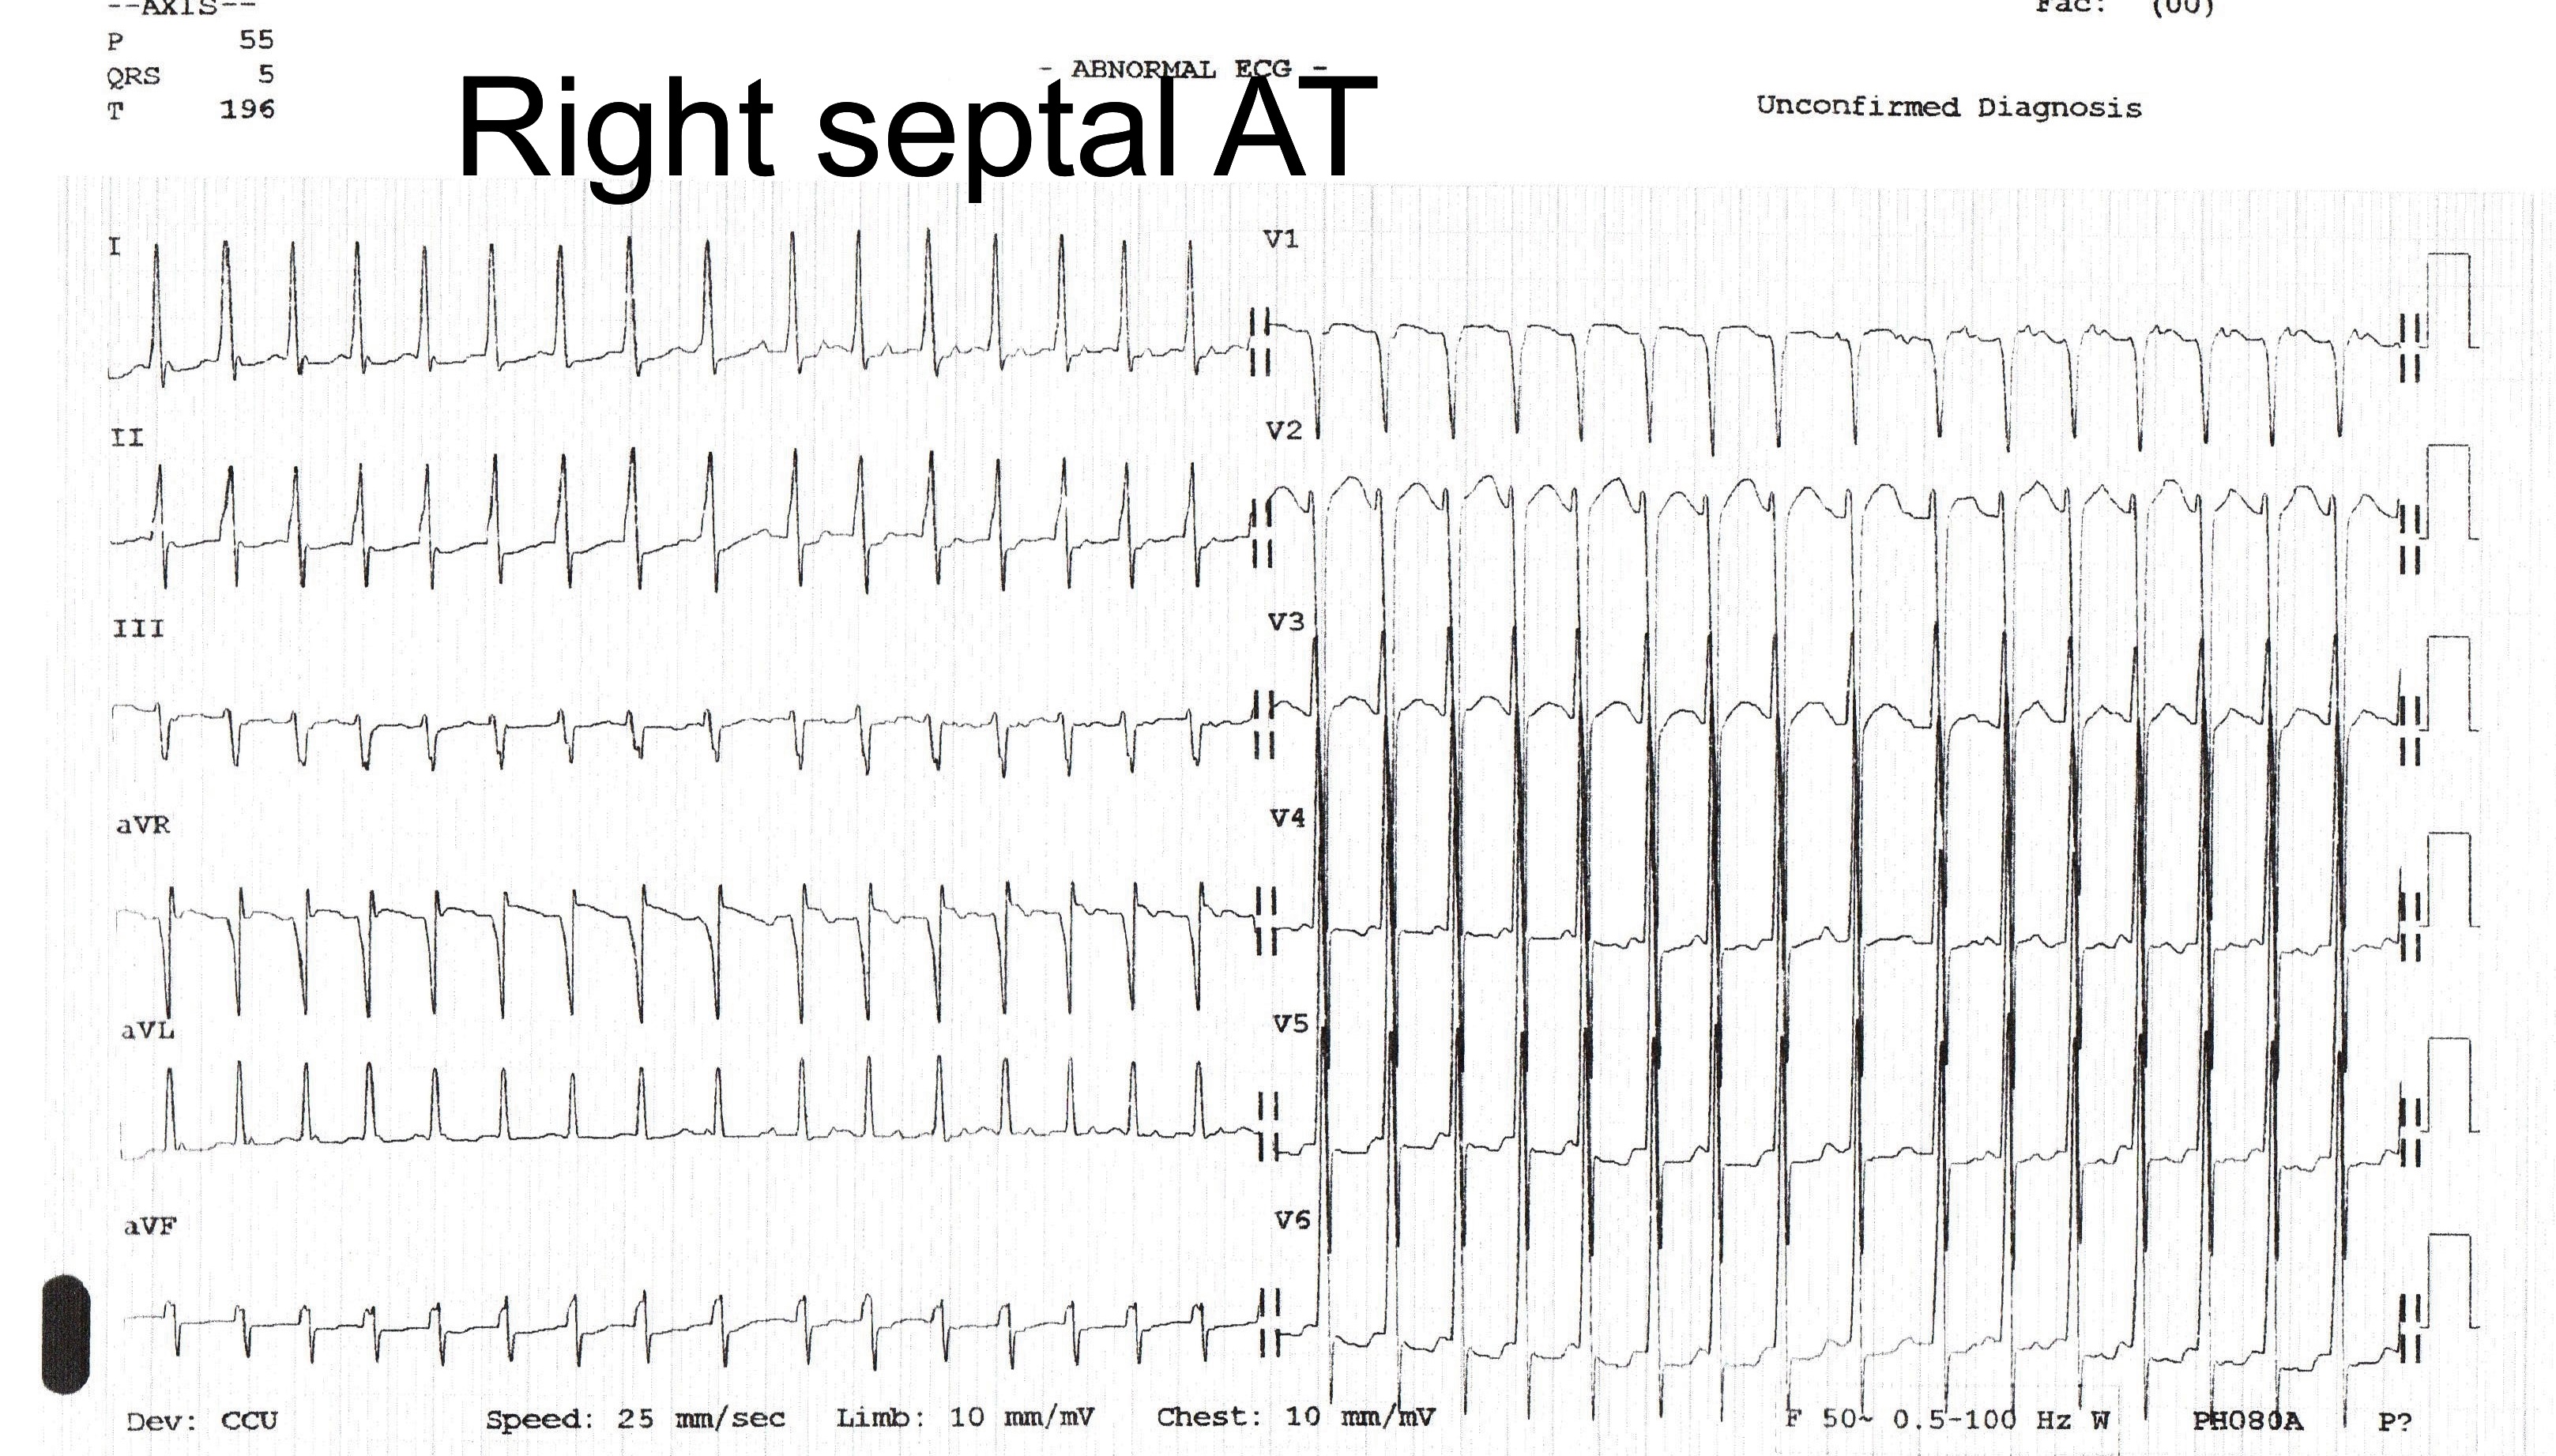 --AXIS--
P 55
QRS 5
T 196
Fac: (00)
- ABNORMAL ECG -
Unconfirmed Diagnosis
Right septal AT
I
II
III
aVR
aVL
aVF
V1
V2
V3
V4
V5
V6
Dev: CCU Speed: 25 mm/sec Limb: 10 mm/mV Chest: 10 mm/mV F 50~ 0.5-100 Hz W PH080A P?